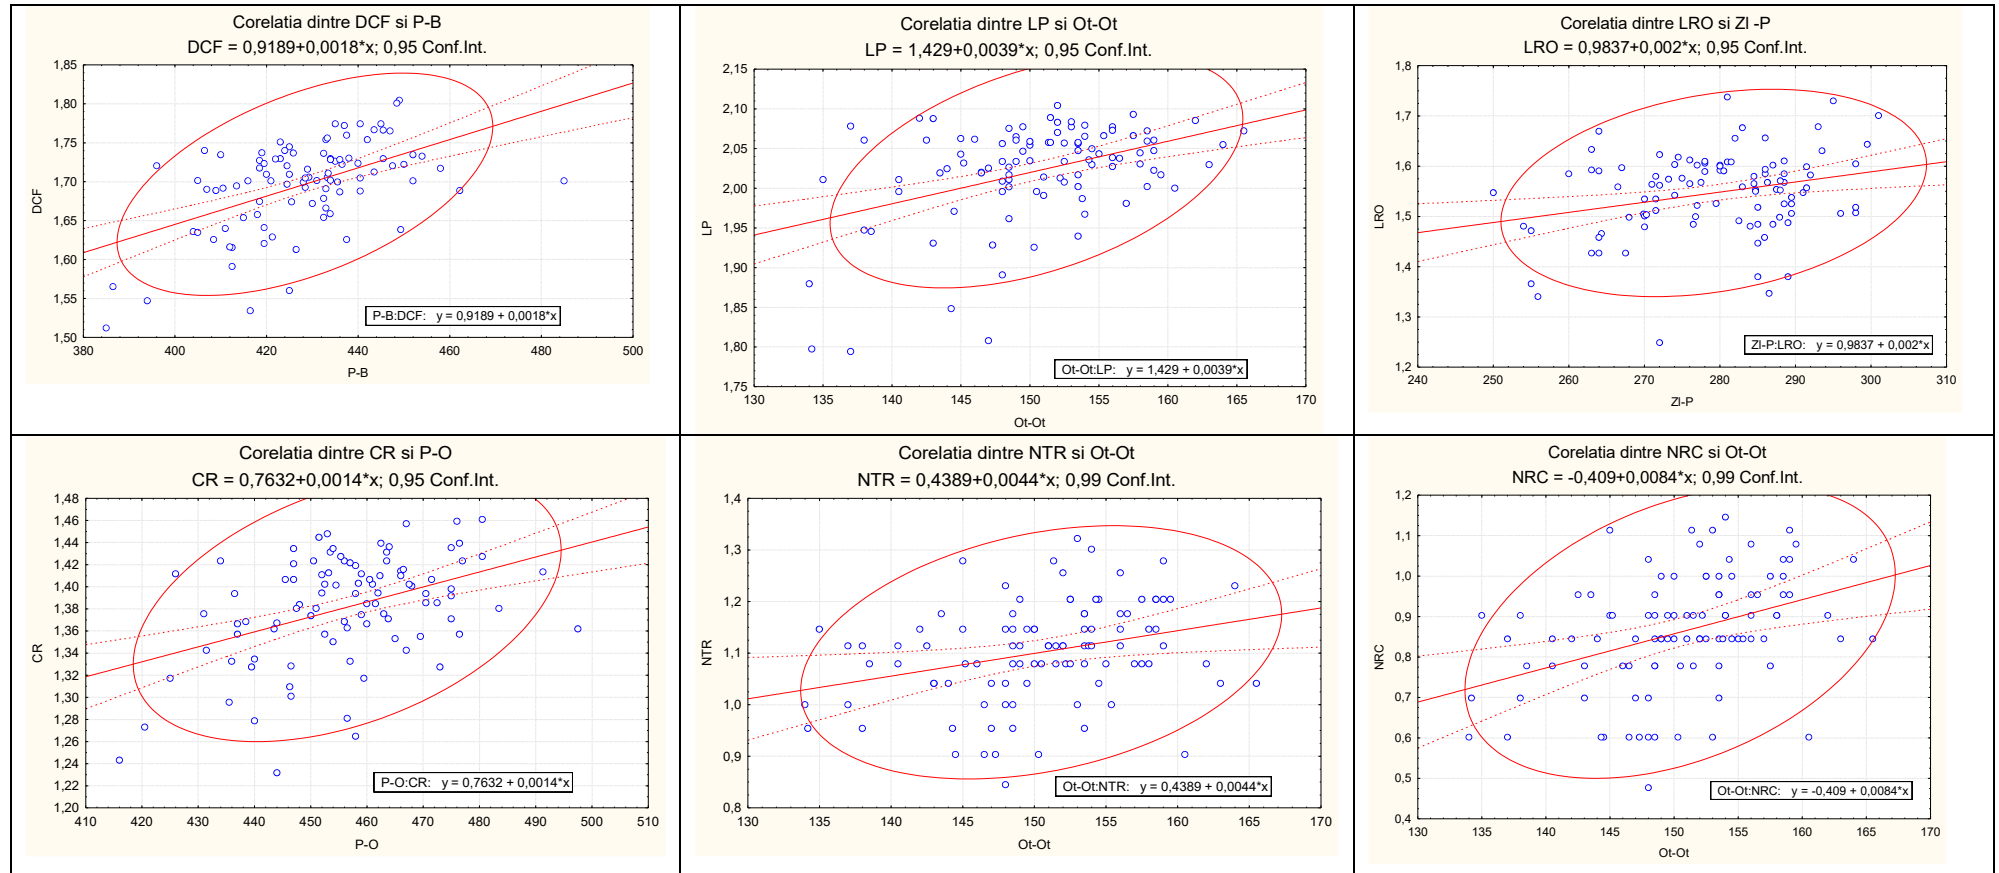 Corelatia dintre DCF si P-B
DCF = 0,9189+0,0018*x; 0,95 Conf.Int.
1,85
1,80
1,75
1,70
1,65
1,60
1,55
1,50
DCF
P-B:DCF: y = 0,9189 + 0,0018*x
380 400 420 440 460 480 500
P-B
Corelatia dintre LP si Ot-Ot
LP = 1,429+0,0039*x; 0,95 Conf.Int.
2,15
2,10
2,05
2,00
1,95
1,90
1,85
1,80
1,75
LP
Ot-Ot:LP: y = 1,429 + 0,0039*x
130 135 140 145 150 155 160 165 170
Ot-Ot
Corelatia dintre LRO si Zl -P
LRO = 0,9837+0,002*x; 0,95 Conf.Int.
1,8
1,7
1,6
1,5
1,4
1,3
1,2
LRO
Zl-P:LRO: y = 0,9837 + 0,002*x
240 250 260 270 280 290 300 310
Zl-P
Corelatia dintre CR si P-O
CR = 0,7632+0,0014*x; 0,95 Conf.Int.
1,48
1,46
1,44
1,42
1,40
1,38
1,36
1,34
1,32
1,30
1,28
1,26
1,24
1,22
1,20
CR
P-O:CR: y = 0,7632 + 0,0014*x
410 420 430 440 450 460 470 480 490 500 510
P-O
Corelatia dintre NTR si Ot-Ot
NTR = 0,4389+0,0044*x; 0,99 Conf.Int.
1,4
1,3
1,2
1,1
1,0
0,9
0,8
NTR
Ot-Ot:NTR: y = 0,4389 + 0,0044*x
130 135 140 145 150 155 160 165 170
Ot-Ot
Corelatia dintre NRC si Ot-Ot
NRC = -0,409+0,0084*x; 0,99 Conf.Int.
1,2
1,1
1,0
0,9
0,8
0,7
0,6
0,5
0,4
NRC
Ot-Ot:NRC: y = -0,409 + 0,0084*x
130 135 140 145 150 155 160 165 170
Ot-Ot